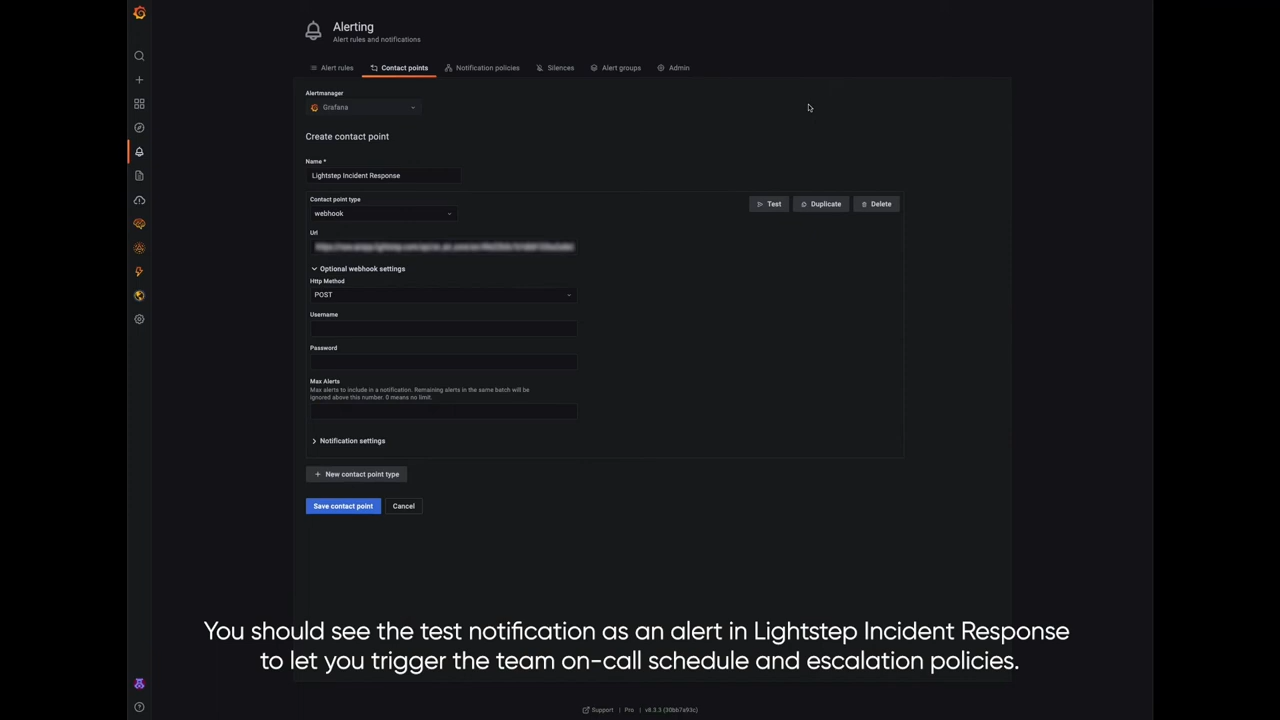 Alerting
Alert rules and notifications
Alert rules
Contact points
Notification policies
Silences
Alert groups
Admin
Alertmanager
Grafana
Create contact point
Name *
Lightstep Incident Response
Contact point type
webhook
Test
Duplicate
Delete
Url
Optional webhook settings
Http Method
POST
Username
Password
Max Alerts
Max alerts to include in a notification. Remaining alerts in the same batch will be
ignored above this number. 0 means no limit.
Notification settings
New contact point type
Save contact point
Cancel
You should see the test notification as an alert in Lightstep Incident Response
to let you trigger the team on-call schedule and escalation policies.
Support | Pro | v8.3.3 (30bb7a93c)